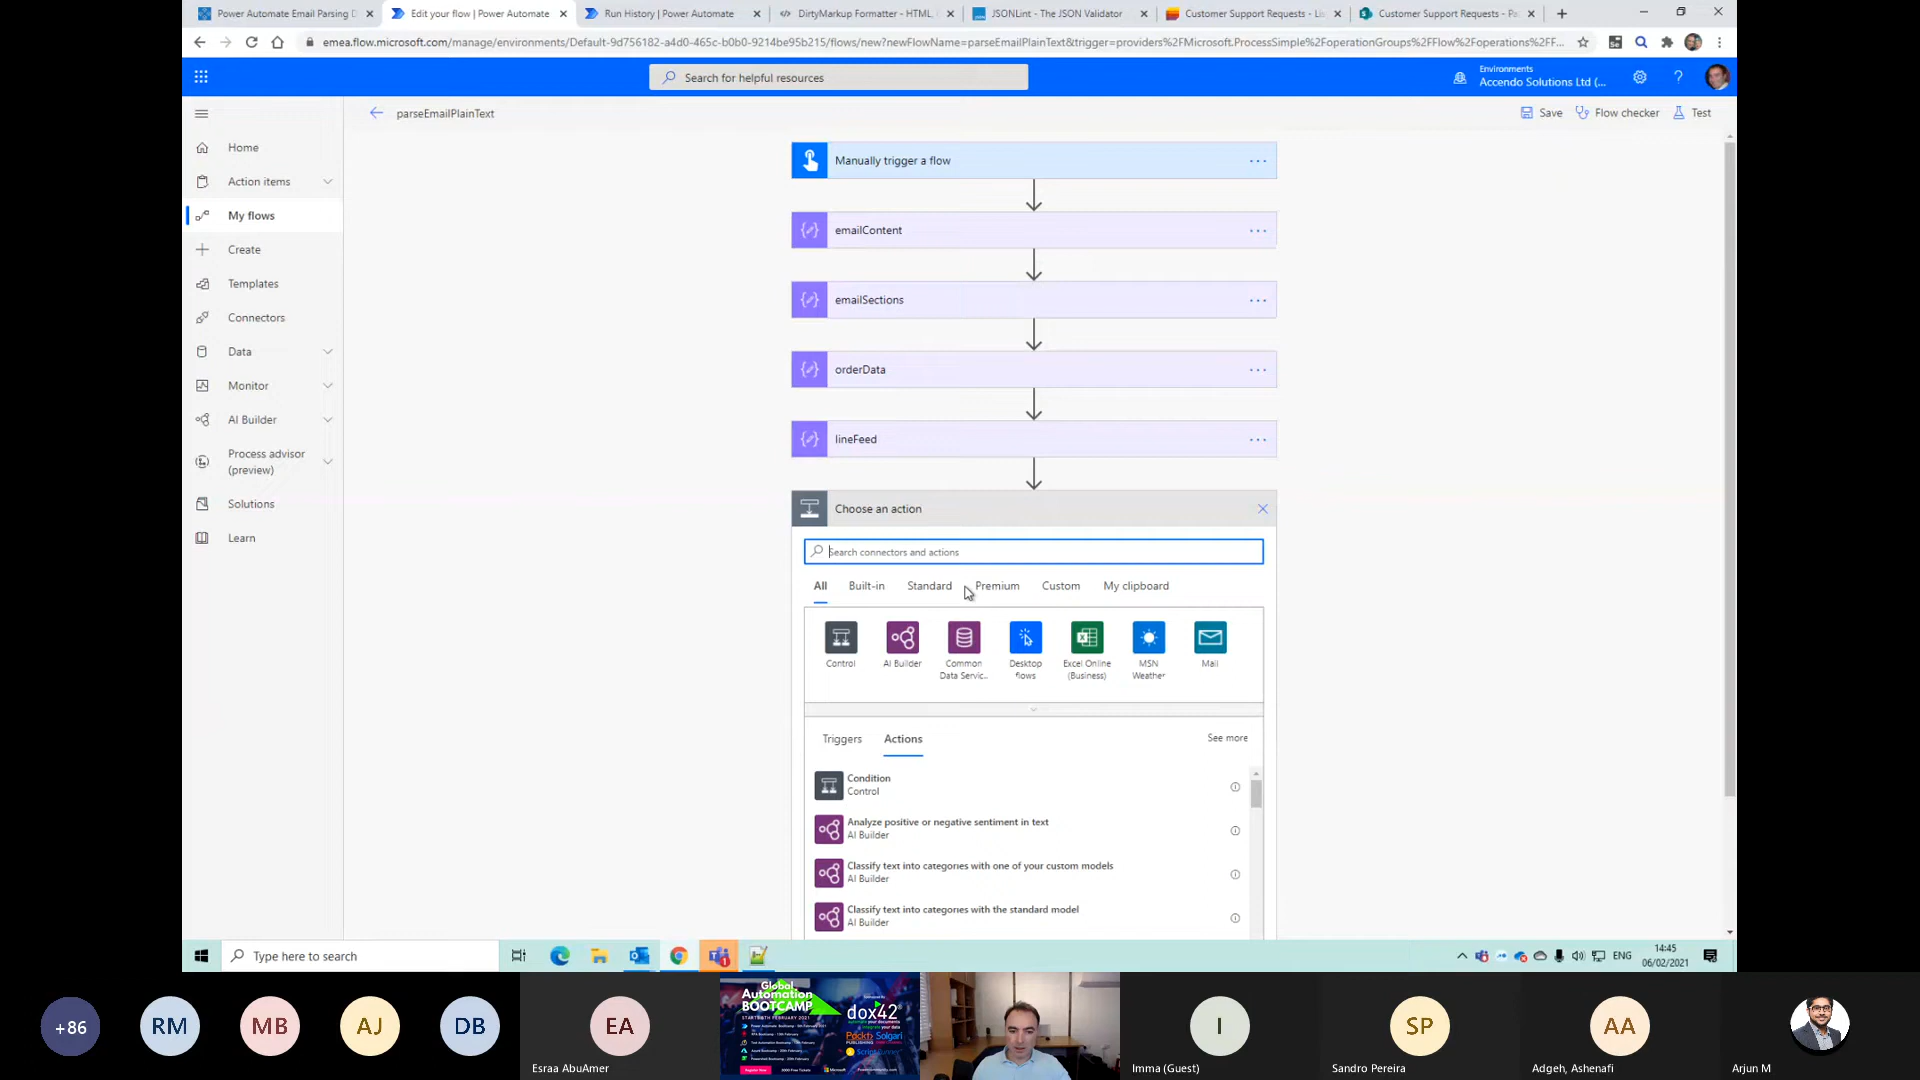 Power Automate Email Parsing D
Edit your flow | Power Automate
Run History | Power Automate
DirtyMarkup Formatter - HTML,
JSONLint - The JSON Validator
Customer Support Requests - Li
Customer Support Requests - Pa
emea.flow.microsoft.com/manage/environments/Default-9d756182-a4d0-465c-b0b0-9214be95b215/flows/new?newFlowName=parseEmailPlainText&trigger=providers%2FMicrosoft.ProcessSimple%2FoperationGroups%2FFlow%2Foperations%2FF...
Search for helpful resources
Environments
Accendo Solutions Ltd (...
parseEmailPlainText
Save
Flow checker
Test
Home
Action items
My flows
Create
Templates
Connectors
Data
Monitor
AI Builder
Process advisor
(preview)
Solutions
Learn
Manually trigger a flow
emailContent
emailSections
orderData
lineFeed
Choose an action
Search connectors and actions
All
Built-in
Standard
Premium
Custom
My clipboard
Control
AI Builder
Common
Data Servic...
Desktop
flows
Excel Online
(Business)
MSN
Weather
Mail
Triggers
Actions
See more
Condition
Control
Analyze positive or negative sentiment in text
AI Builder
Classify text into categories with one of your custom models
AI Builder
Classify text into categories with the standard model
AI Builder
Type here to search
ENG
14:45
06/02/2021
+86
RM
MB
AJ
DB
EA
Esraa AbuAmer
Global
Automation
BOOTCAMP
dox42
Packt
Solgari
I
Imma (Guest)
SP
Sandro Pereira
AA
Adgeh, Ashenafi
Arjun M